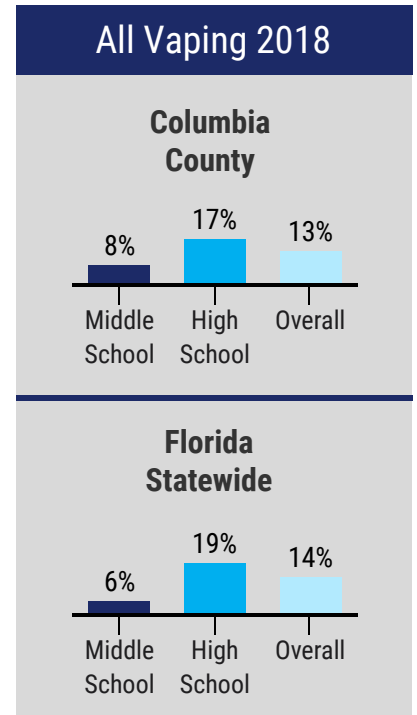 All Vaping 2018
Columbia
County
8%
17%
13%
Middle
School
High
School
Overall
Florida
Statewide
6%
19%
14%
Middle
School
High
School
Overall